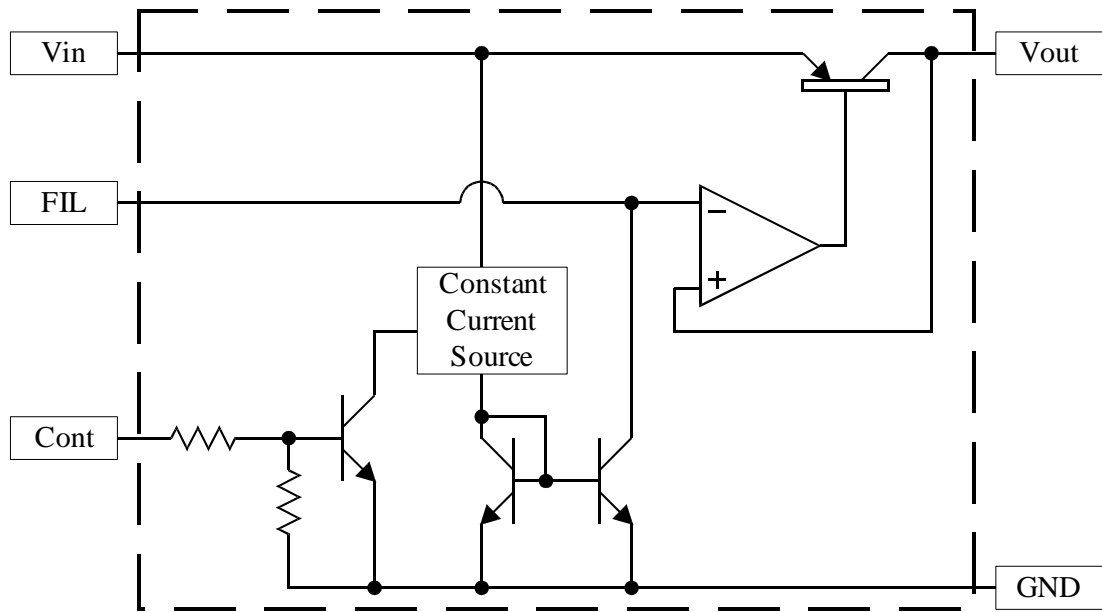 Vin
Vout
FIL
Constant
Current
Source
Cont
GND